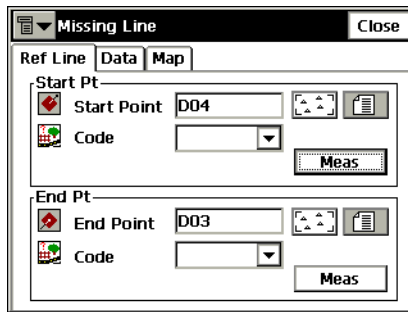 Missing Line Close
Ref Line Data Map
Start Pt
Start Point D04
Code
Meas
End Pt
End Point D03
Code
Meas